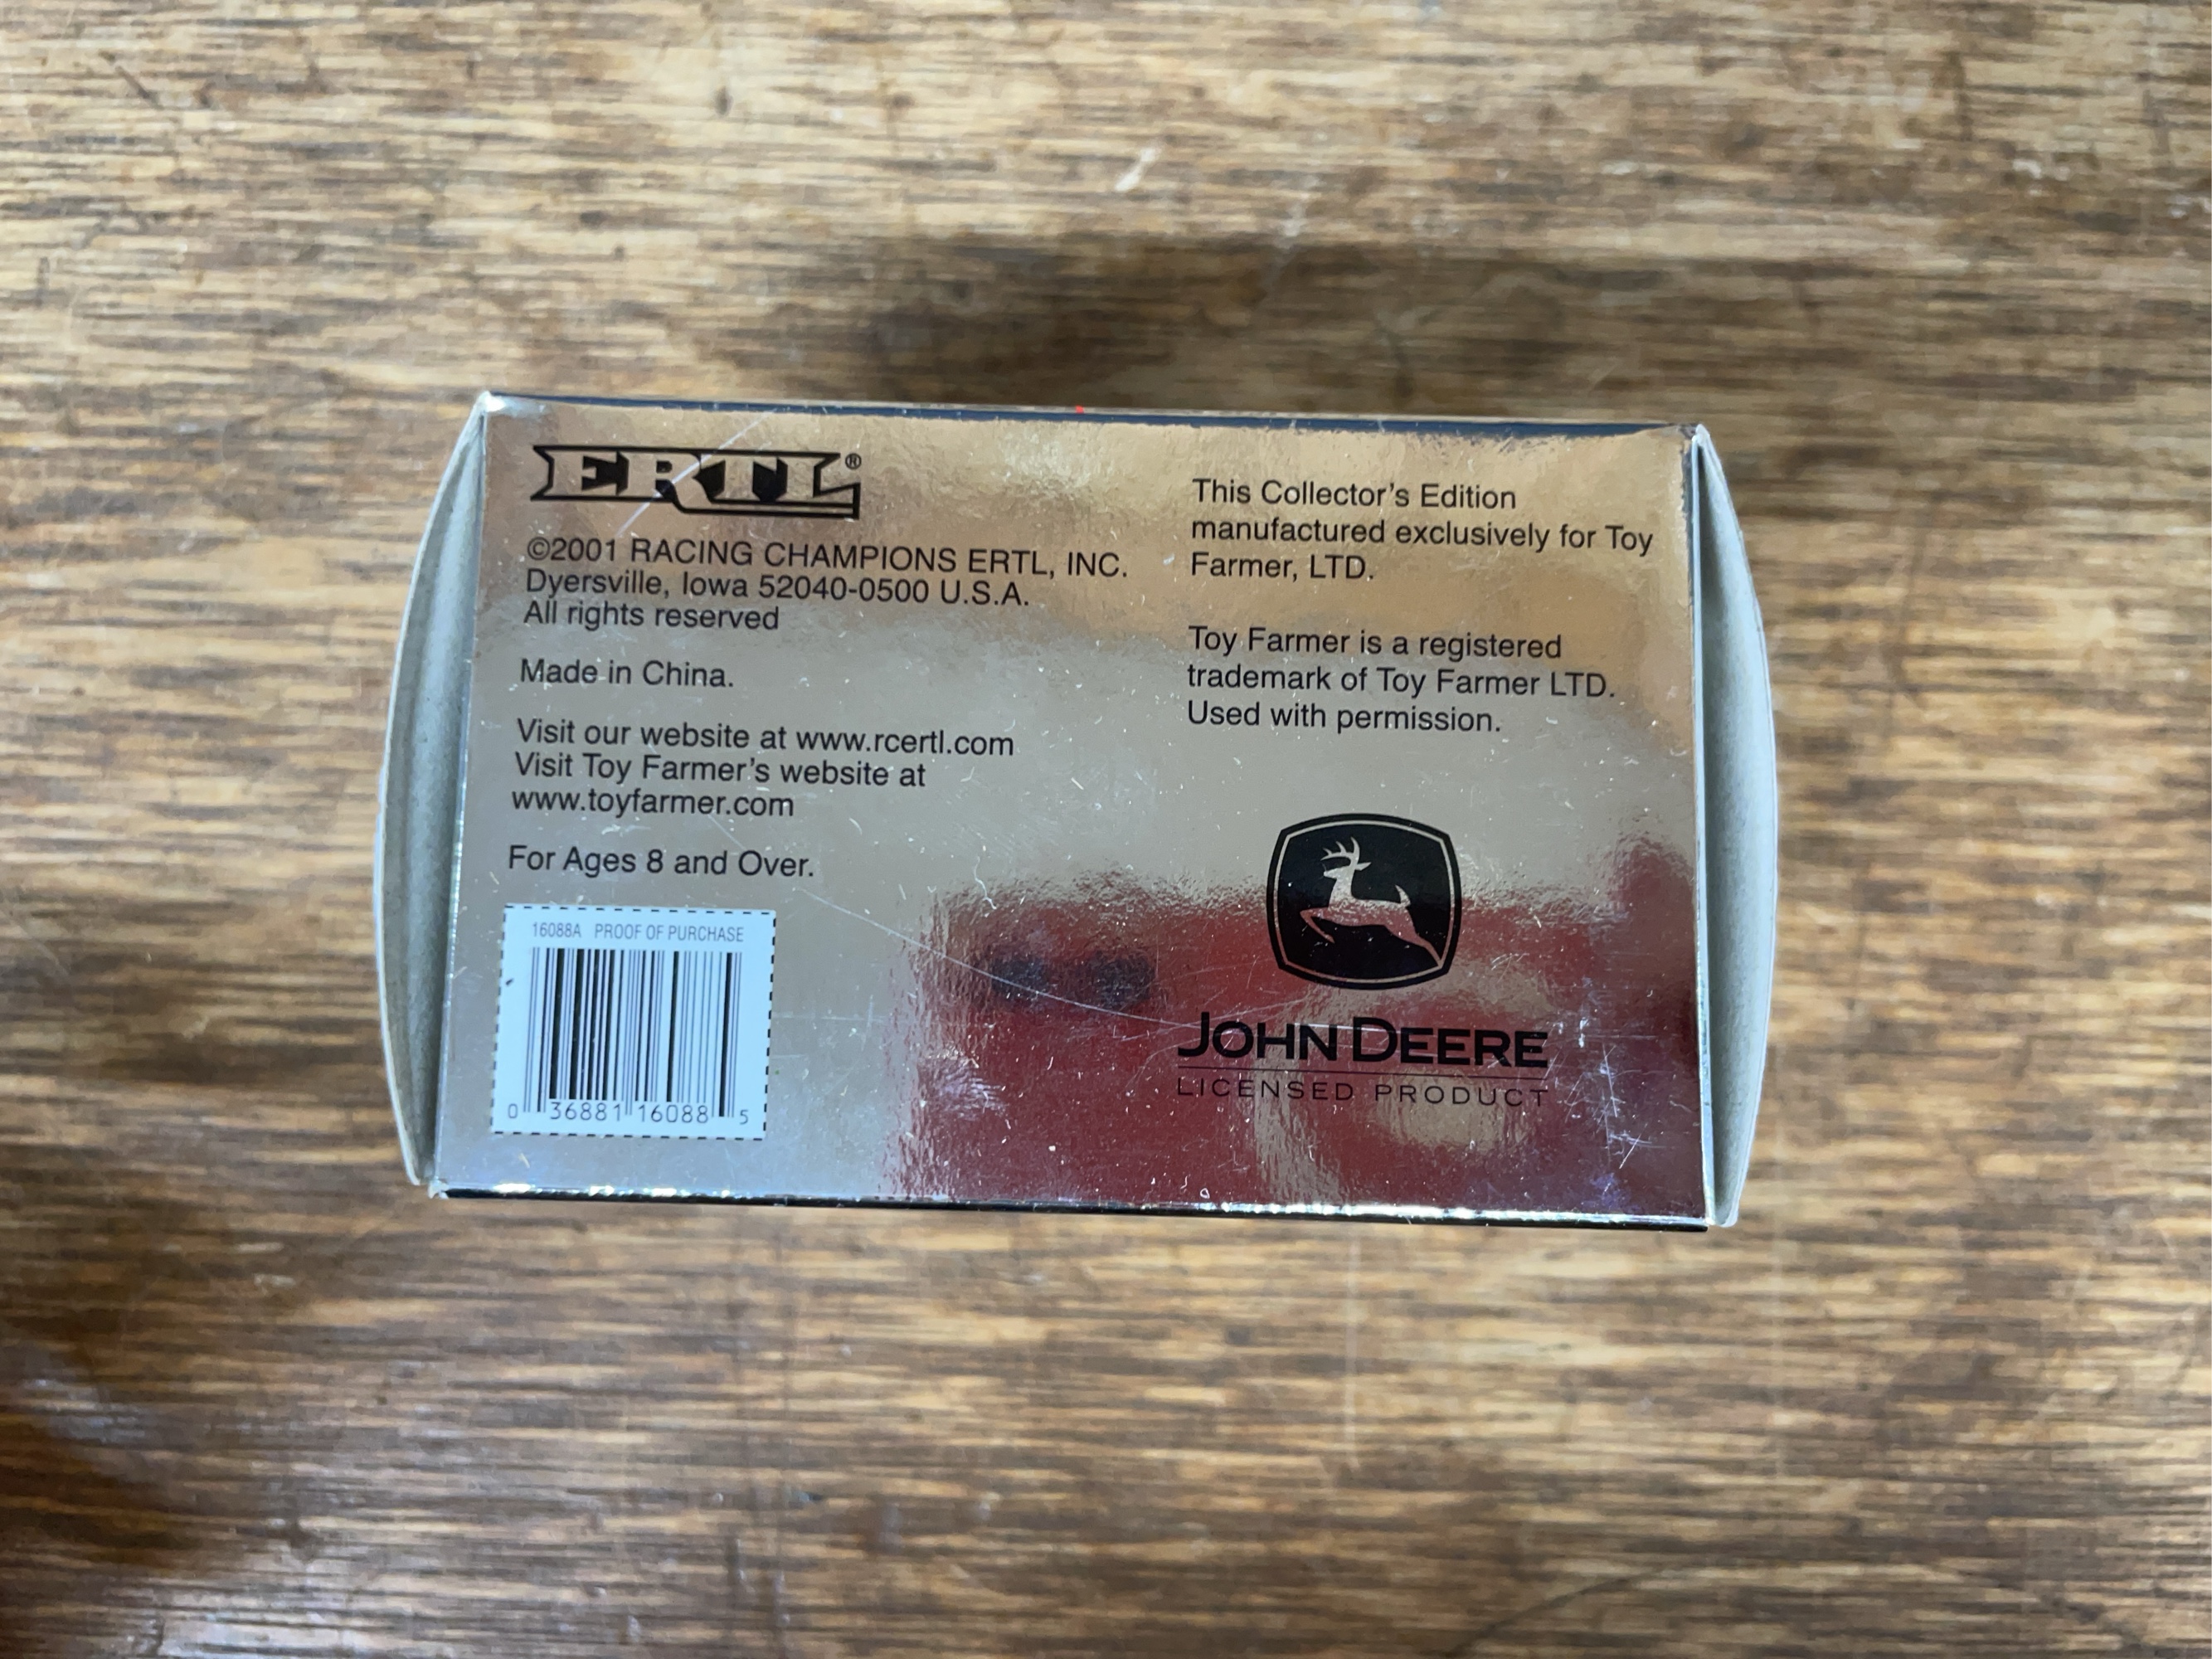 ERTL®
©2001 RACING CHAMPIONS ERTL, INC.
Dyersville, Iowa 52040-0500 U.S.A.
All rights reserved
Made in China.
Visit our website at www.rcertl.com
Visit Toy Farmer's website at
www.toyfarmer.com
For Ages 8 and Over.
16088A PROOF OF PURCHASE
0 36881 16088 5
This Collector's Edition
manufactured exclusively for Toy
Farmer, LTD.
Toy Farmer is a registered
trademark of Toy Farmer LTD.
Used with permission.
JOHN DEERE
LICENSED PRODUCT